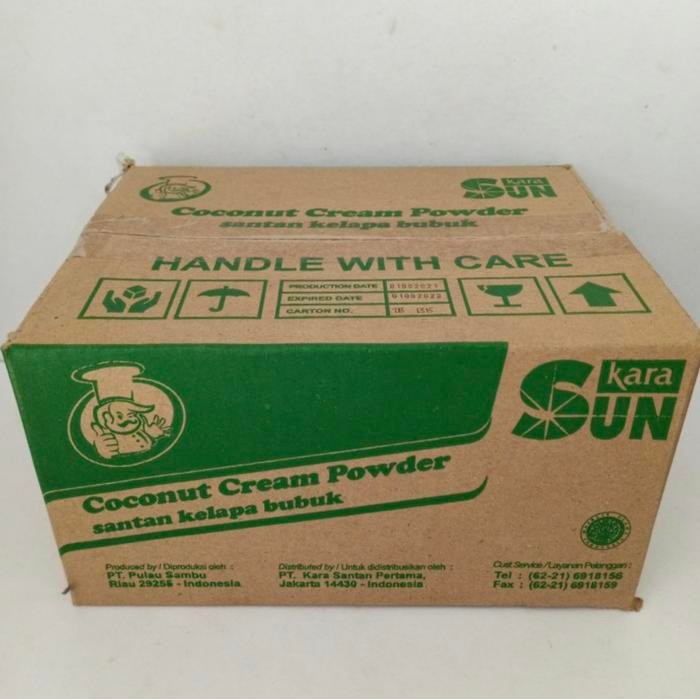 kara
SUN
Coconut Cream Powder
santan kelapa bubuk
HANDLE WITH CARE
PRODUCTION DATE
EXPIRED DATE
CARTON NO.
kara
SUN
Coconut Cream Powder
santan kelapa bubuk
Produced by / Diproduksi oleh :
PT. Pulau Sambu
Riau 29255 - Indonesia
Distributed by / Untuk didistribusikan oleh :
PT. Kara Santan Pertama,
Jakarta 14430 - Indonesia
Cust.Service / Layanan Pelanggan :
Tel : (62-21) 6918156
Fax : (62-21) 6918159